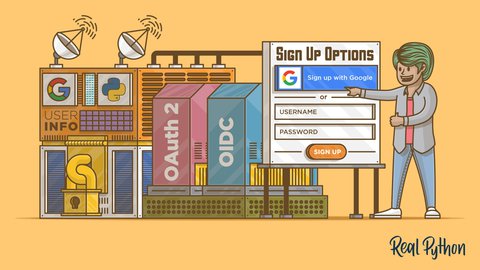 SIGN UP OPTIONS
G
Sign up with Google
or
USERNAME
PASSWORD
SIGN UP
G
USER
INFO
OAuth 2
OIDC
Real Python